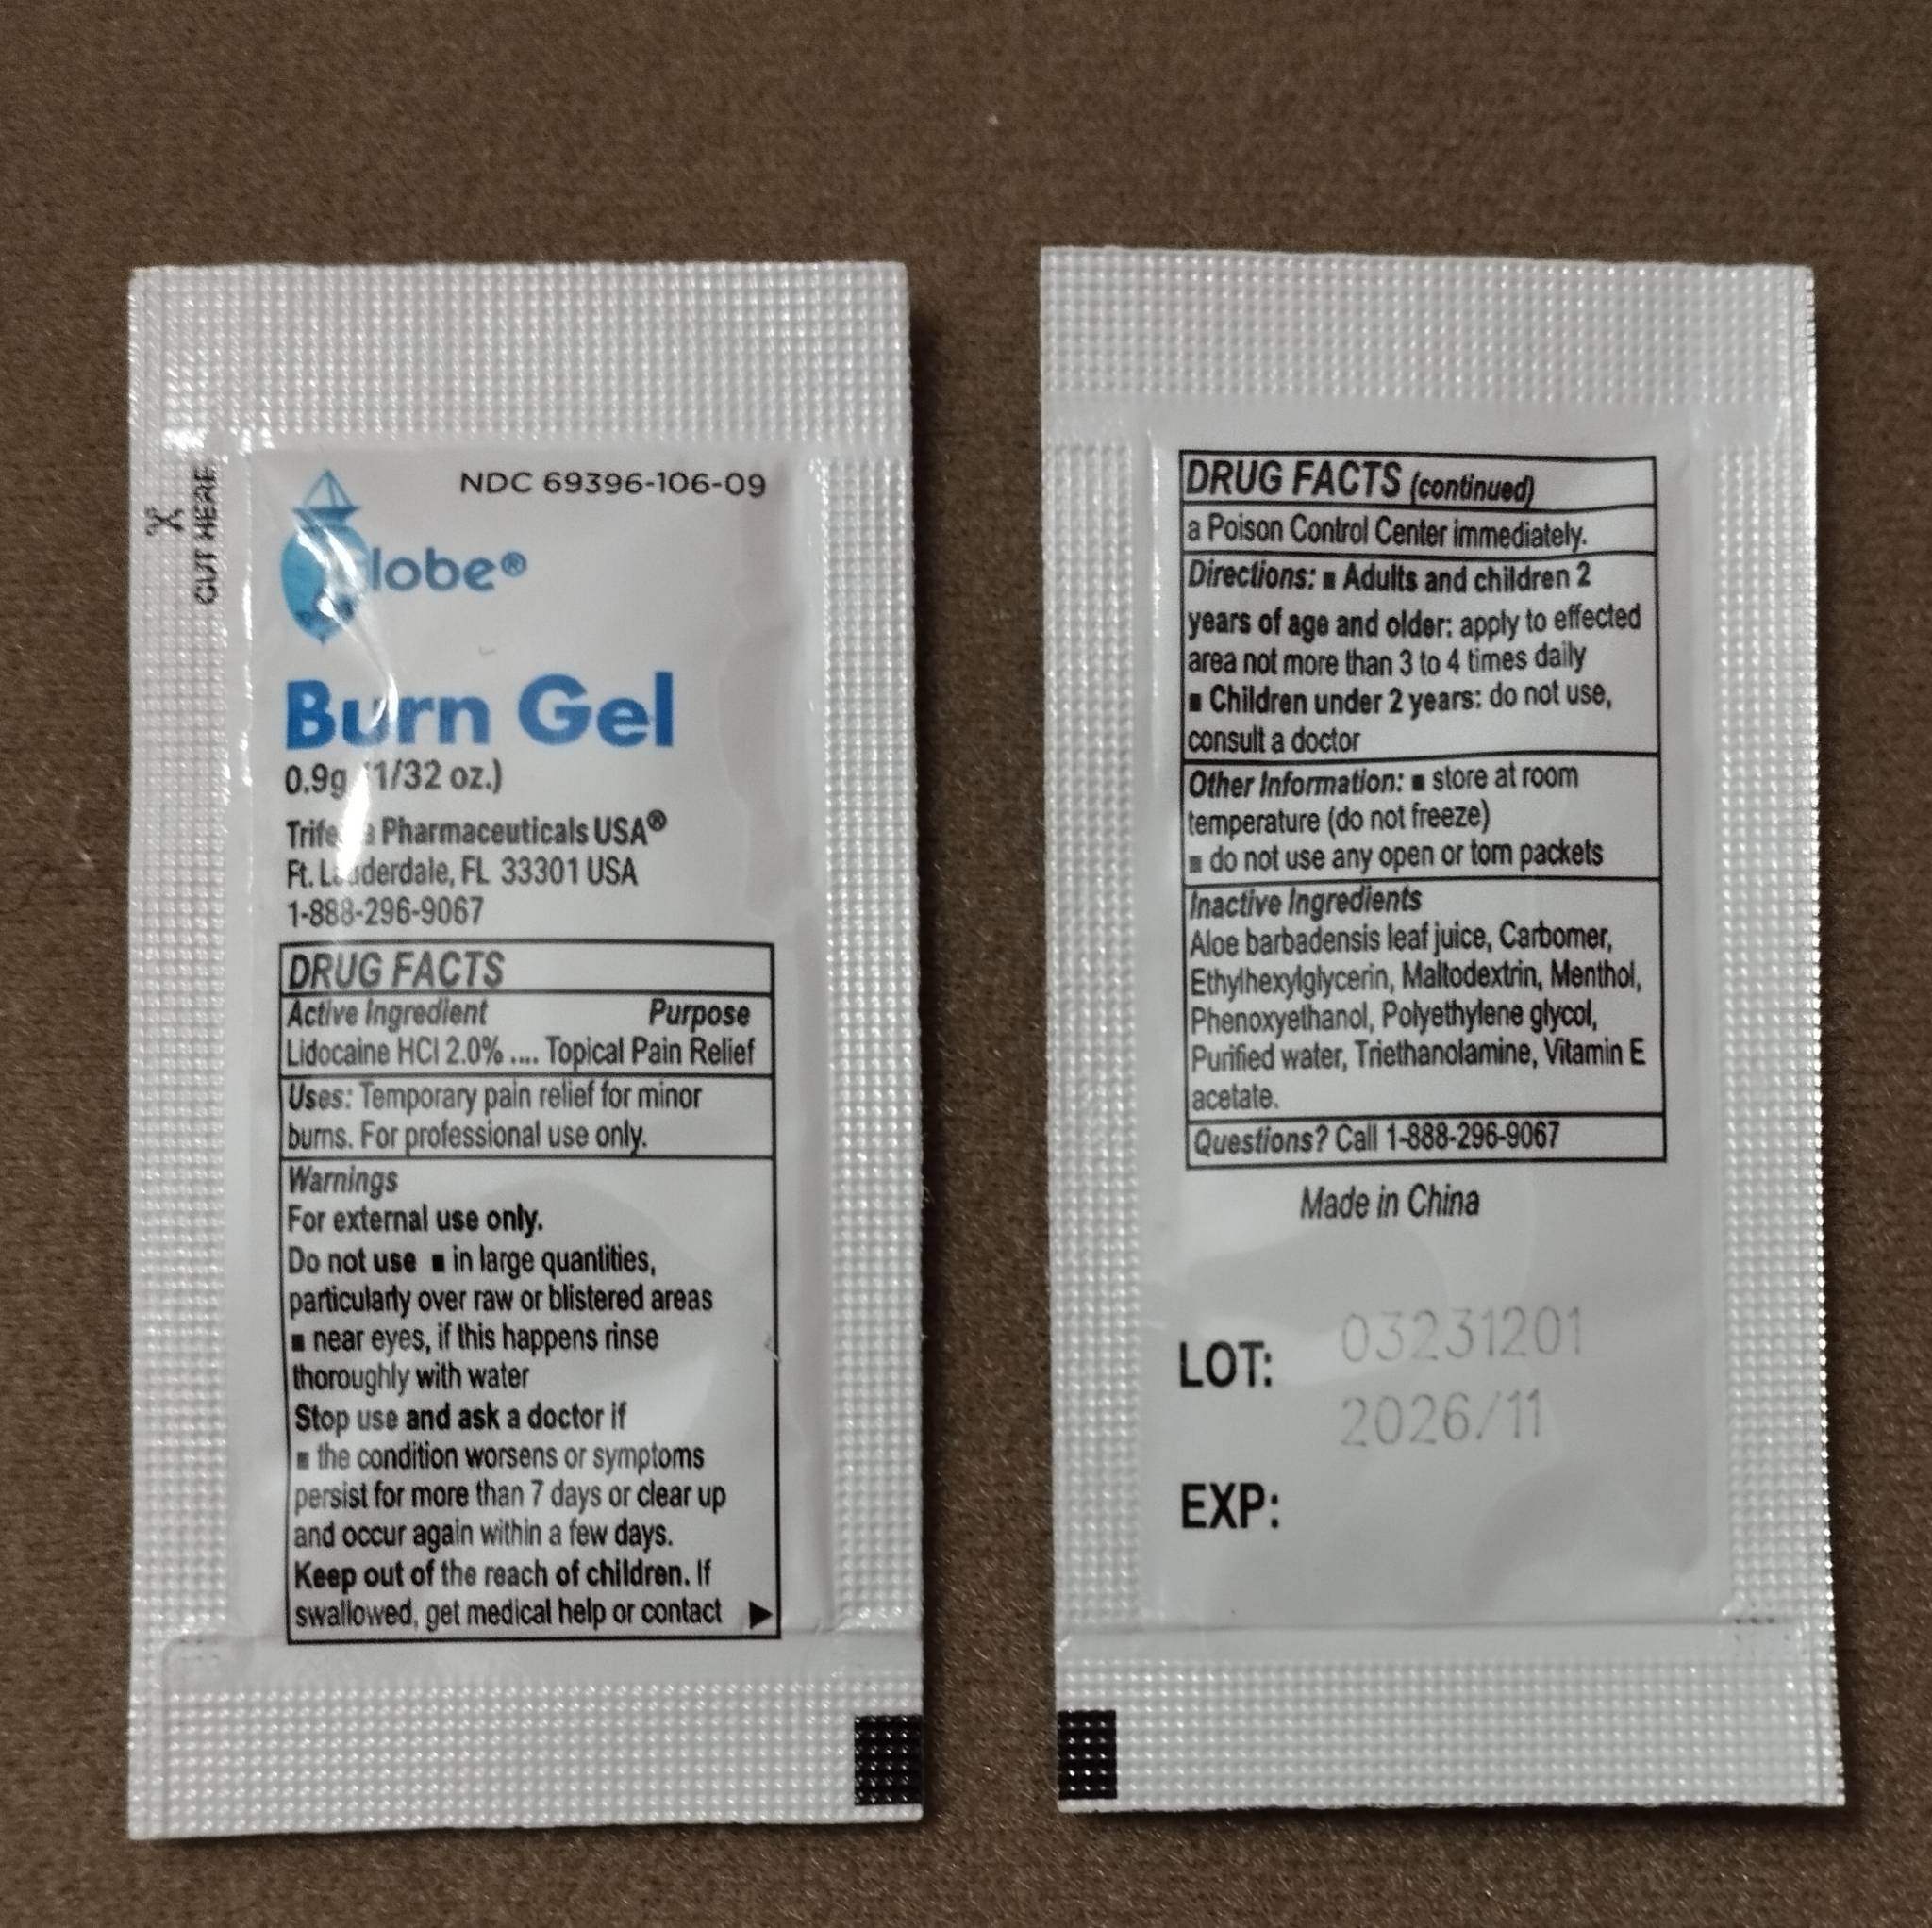 CUT HERE
NDC 69396-106-09
Globe®
Burn Gel
0.9g (1/32 oz.)
Pharmaceuticals USA®
Ft. Lauderdale, FL 33301 USA
1-888-296-9067
DRUG FACTS
Active Ingredient Purpose
Lidocaine HCl 2.0% .... Topical Pain Relief
Uses: Temporary pain relief for minor
burns. For professional use only.
Warnings
For external use only.
Do not use ■ in large quantities,
particularly over raw or blistered areas
■ near eyes, if this happens rinse
thoroughly with water
Stop use and ask a doctor if
■ the condition worsens or symptoms
persist for more than 7 days or clear up
and occur again within a few days.
Keep out of the reach of children. If
swallowed, get medical help or contact ▶
DRUG FACTS (continued)
a Poison Control Center immediately.
Directions: ■ Adults and children 2
years of age and older: apply to effected
area not more than 3 to 4 times daily
■ Children under 2 years: do not use,
consult a doctor
Other Information: ■ store at room
temperature (do not freeze)
■ do not use any open or torn packets
Inactive Ingredients
Aloe barbadensis leaf juice, Carbomer,
Ethylhexylglycerin, Maltodextrin, Menthol,
Phenoxyethanol, Polyethylene glycol,
Purified water, Triethanolamine, Vitamin E
acetate.
Questions? Call 1-888-296-9067
Made in China
LOT: 03231201
2026/11
EXP: